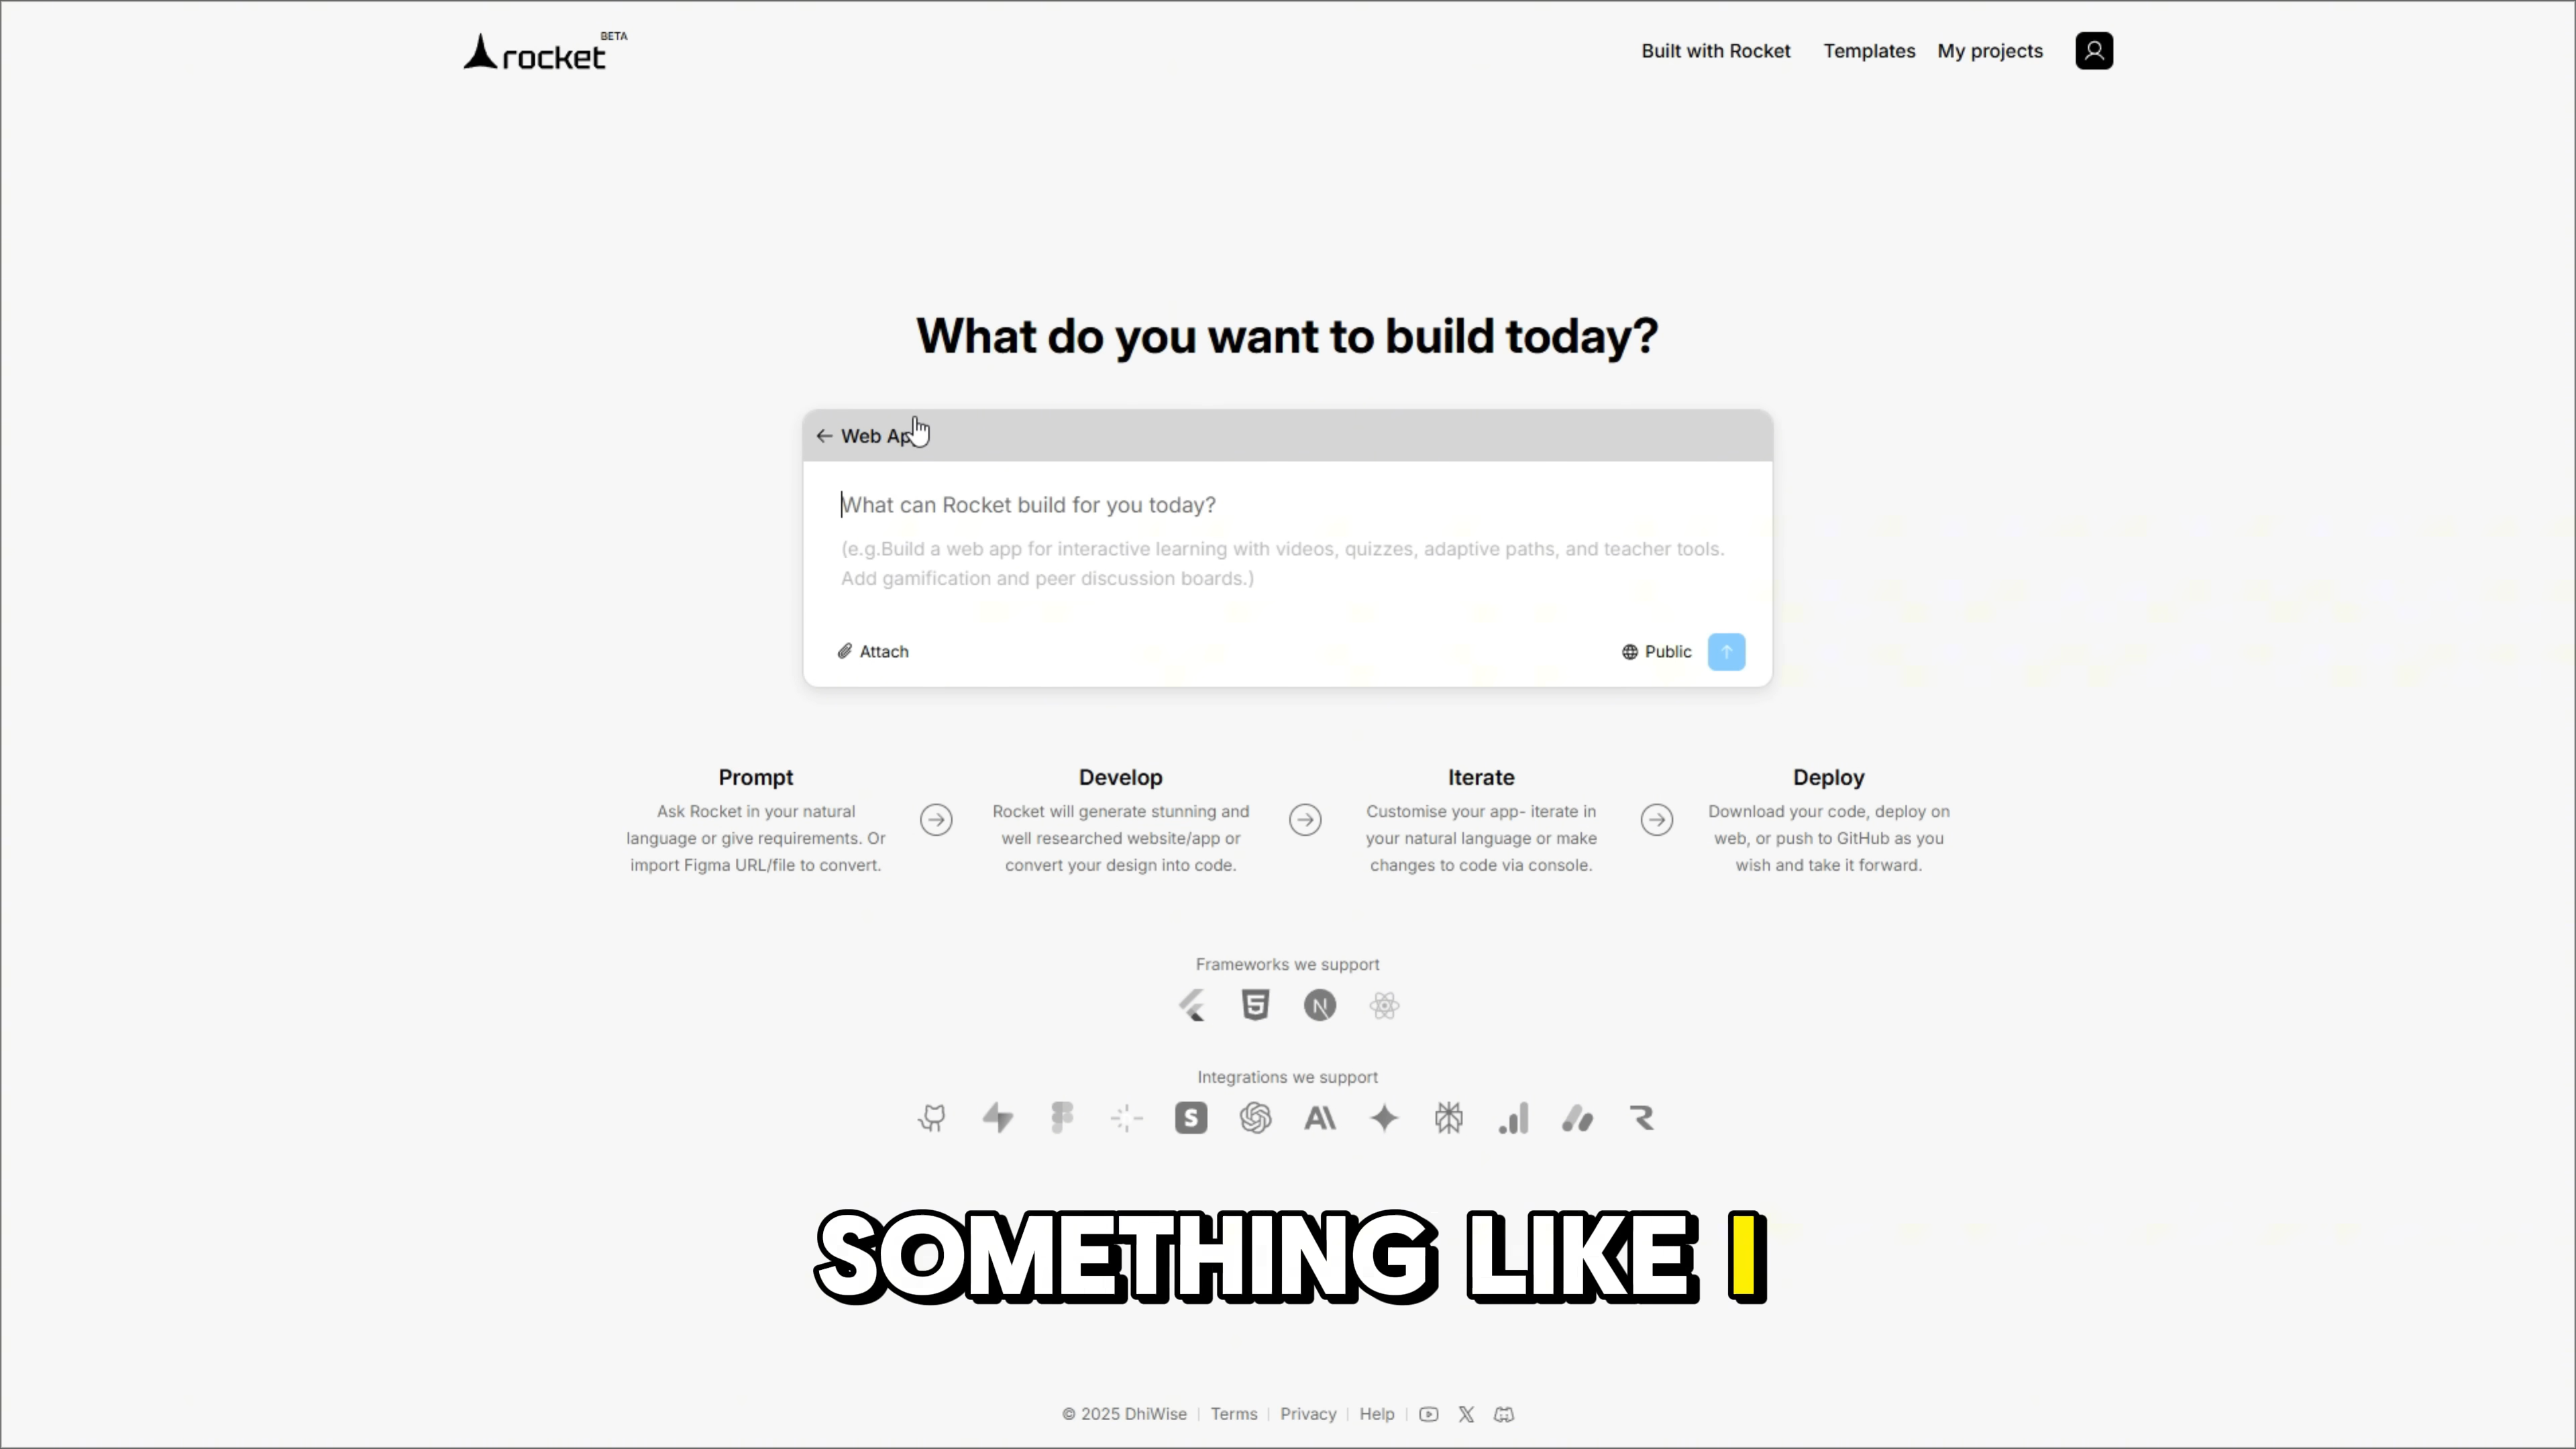 rocket BETA
Built with Rocket Templates My projects
What do you want to build today?
Web Ap
What can Rocket build for you today?
(e.g.Build a web app for interactive learning with videos, quizzes, adaptive paths, and teacher tools.
Add gamification and peer discussion boards.)
Attach
Public
Prompt
Ask Rocket in your natural
language or give requirements. Or
import Figma URL/file to convert.
Develop
Rocket will generate stunning and
well researched website/app or
convert your design into code.
Iterate
Customise your app- iterate in
your natural language or make
changes to code via console.
Deploy
Download your code, deploy on
web, or push to GitHub as you
wish and take it forward.
Frameworks we support
Integrations we support
SOMETHING LIKE I
© 2025 DhiWise | Terms | Privacy | Help |